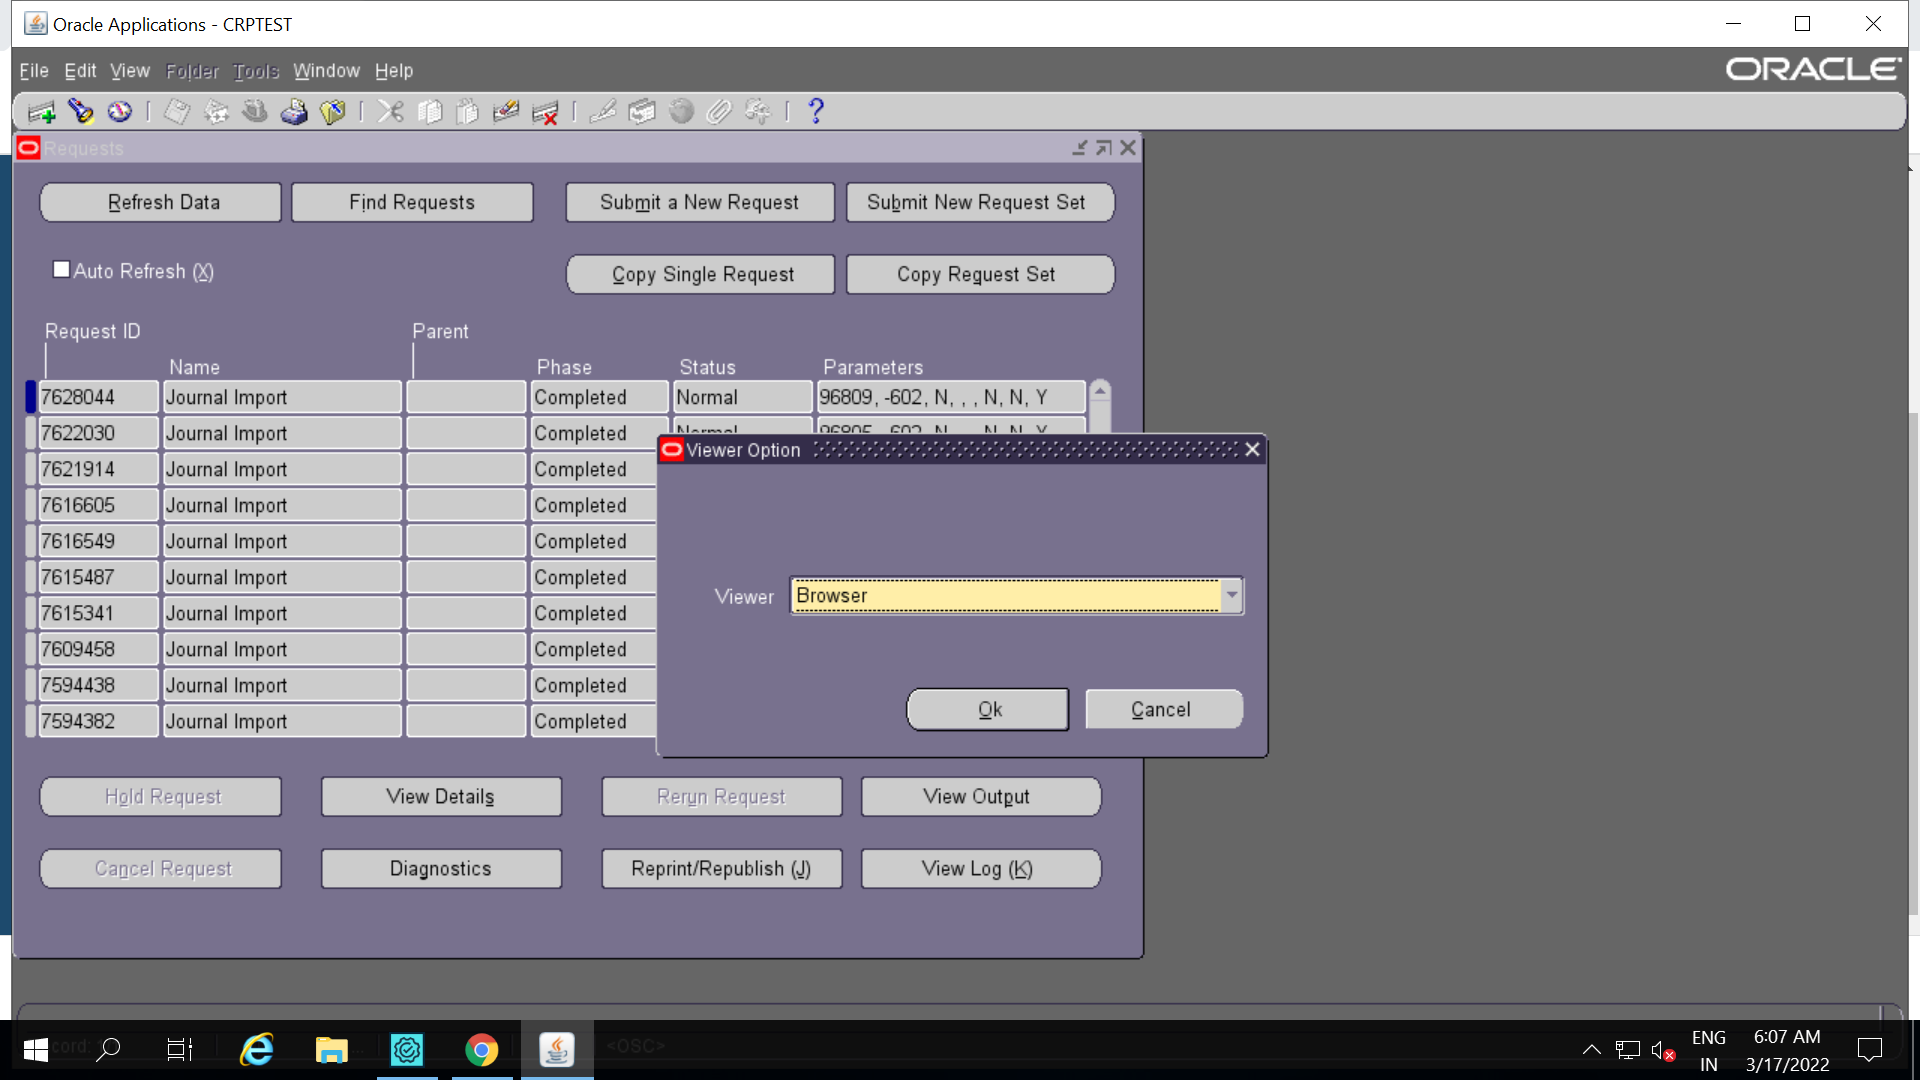 Oracle Applications - CRPTEST
File Edit View Folder Tools Window Help
ORACLE
Requests
Refresh Data Find Requests Submit a New Request Submit New Request Set
Auto Refresh (X) Copy Single Request Copy Request Set
Request ID Parent
Name Phase Status Parameters
7628044 Journal Import Completed Normal 96809, -602, N, , , N, N, Y
7622030 Journal Import Completed Normal 96805, -602, N, , , N, N, Y
7621914 Journal Import Completed
7616605 Journal Import Completed
7616549 Journal Import Completed
7615487 Journal Import Completed
7615341 Journal Import Completed
7609458 Journal Import Completed
7594438 Journal Import Completed
7594382 Journal Import Completed
Viewer Option
Viewer Browser
Ok Cancel
Hold Request View Details Rerun Request View Output
Cancel Request Diagnostics Reprint/Republish (J) View Log (K)
<OSC>
ENG
IN
6:07 AM
3/17/2022